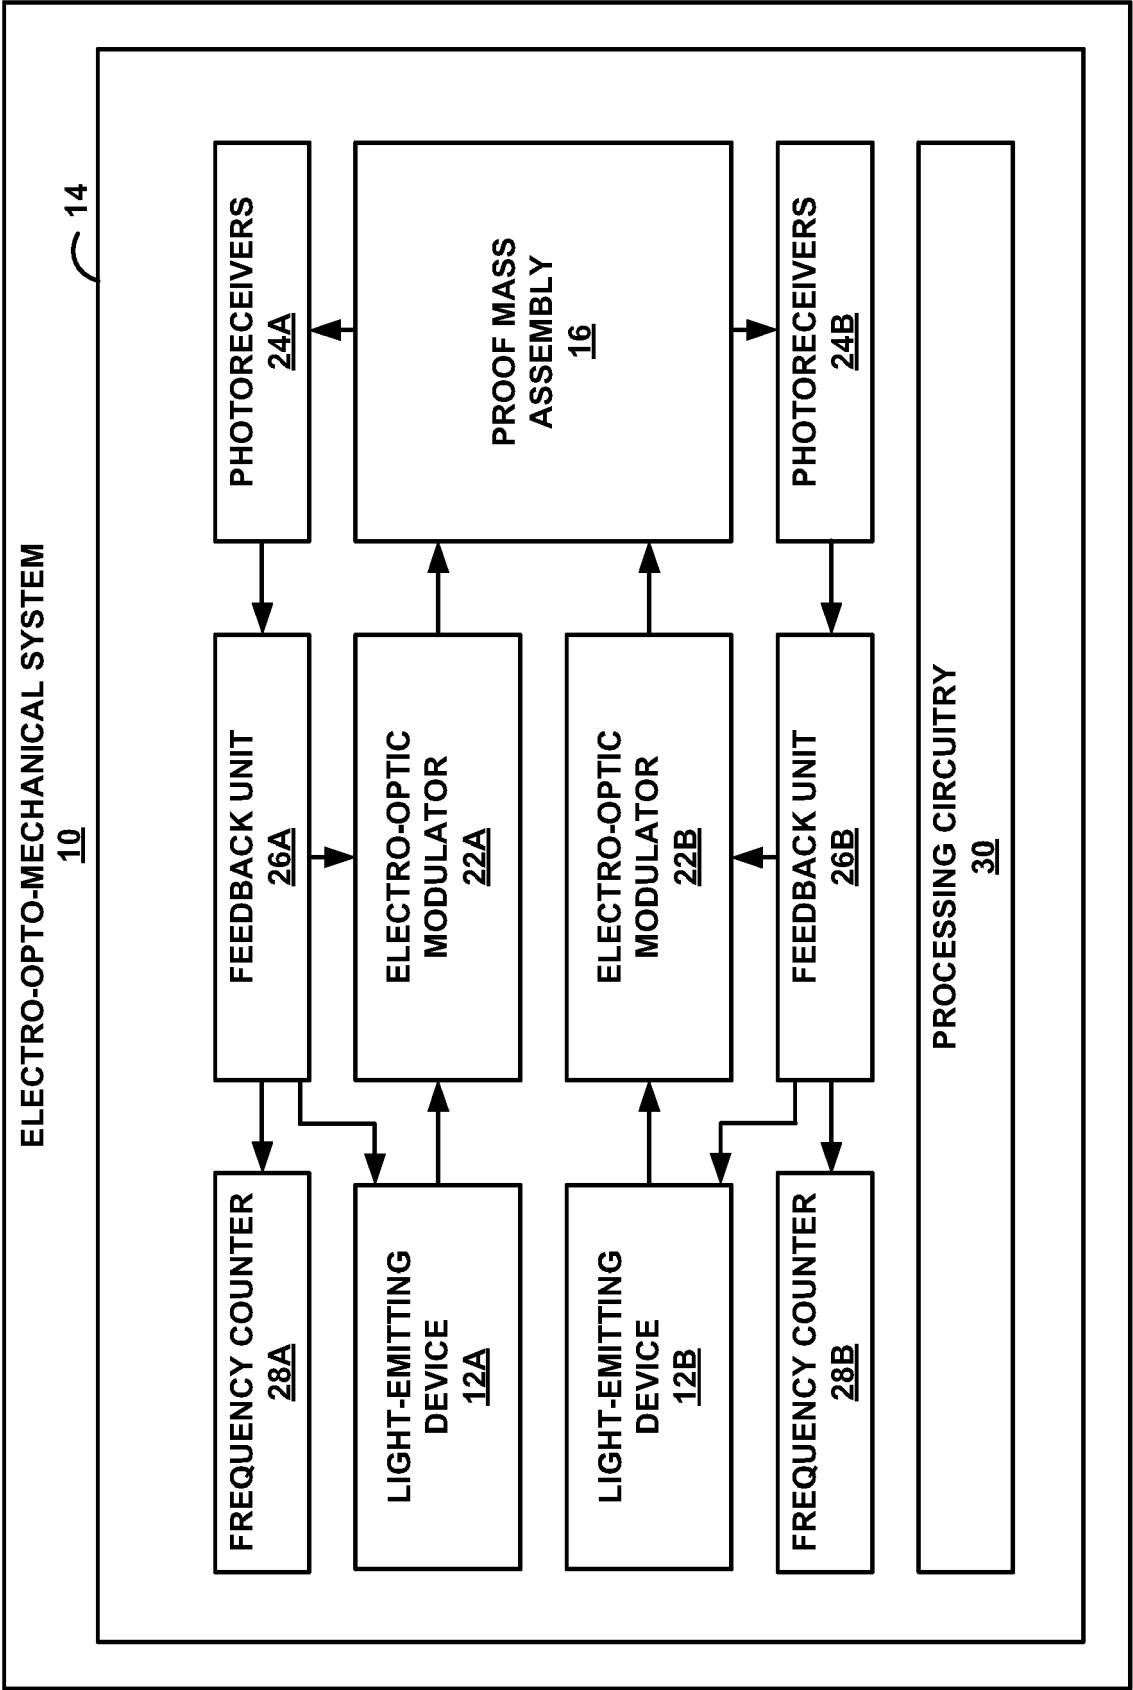 ELECTRO-OPTO-MECHANICAL SYSTEM
10
14
FREQUENCY COUNTER
28A
FEEDBACK UNIT
26A
PHOTORECEIVERS
24A
LIGHT-EMITTING
DEVICE
12A
ELECTRO-OPTIC
MODULATOR
22A
PROOF MASS
ASSEMBLY
16
LIGHT-EMITTING
DEVICE
12B
ELECTRO-OPTIC
MODULATOR
22B
FREQUENCY COUNTER
28B
FEEDBACK UNIT
26B
PHOTORECEIVERS
24B
PROCESSING CIRCUITRY
30